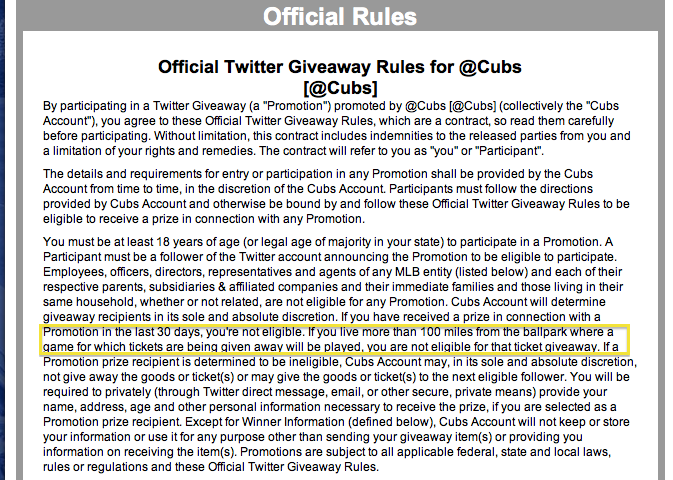 Official Rules
Official Twitter Giveaway Rules for @Cubs
[@Cubs]
By participating in a Twitter Giveaway (a "Promotion") promoted by @Cubs [@Cubs] (collectively the "Cubs
Account"), you agree to these Official Twitter Giveaway Rules, which are a contract, so read them carefully
before participating. Without limitation, this contract includes indemnities to the released parties from you and
a limitation of your rights and remedies. The contract will refer to you as "you" or "Participant".
The details and requirements for entry or participation in any Promotion shall be provided by the Cubs
Account from time to time, in the discretion of the Cubs Account. Participants must follow the directions
provided by Cubs Account and otherwise be bound by and follow these Official Twitter Giveaway Rules to be
eligible to receive a prize in connection with any Promotion.
You must be at least 18 years of age (or legal age of majority in your state) to participate in a Promotion. A
Participant must be a follower of the Twitter account announcing the Promotion to be eligible to participate.
Employees, officers, directors, representatives and agents of any MLB entity (listed below) and each of their
respective parents, subsidiaries & affiliated companies and their immediate families and those living in their
same household, whether or not related, are not eligible for any Promotion. Cubs Account will determine
giveaway recipients in its sole and absolute discretion. If you have received a prize in connection with a
Promotion in the last 30 days, you're not eligible. If you live more than 100 miles from the ballpark where a
game for which tickets are being given away will be played, you are not eligible for that ticket giveaway. If a
Promotion prize recipient is determined to be ineligible, Cubs Account may, in its sole and absolute discretion,
not give away the goods or ticket(s) or may give the goods or ticket(s) to the next eligible follower. You will be
required to privately (through Twitter direct message, email, or other secure, private means) provide your
name, address, age and other personal information necessary to receive the prize, if you are selected as a
Promotion prize recipient. Except for Winner Information (defined below), Cubs Account will not keep or store
your information or use it for any purpose other than sending your giveaway item(s) or providing you
information on receiving the item(s). Promotions are subject to all applicable federal, state and local laws,
rules or regulations and these Official Twitter Giveaway Rules.